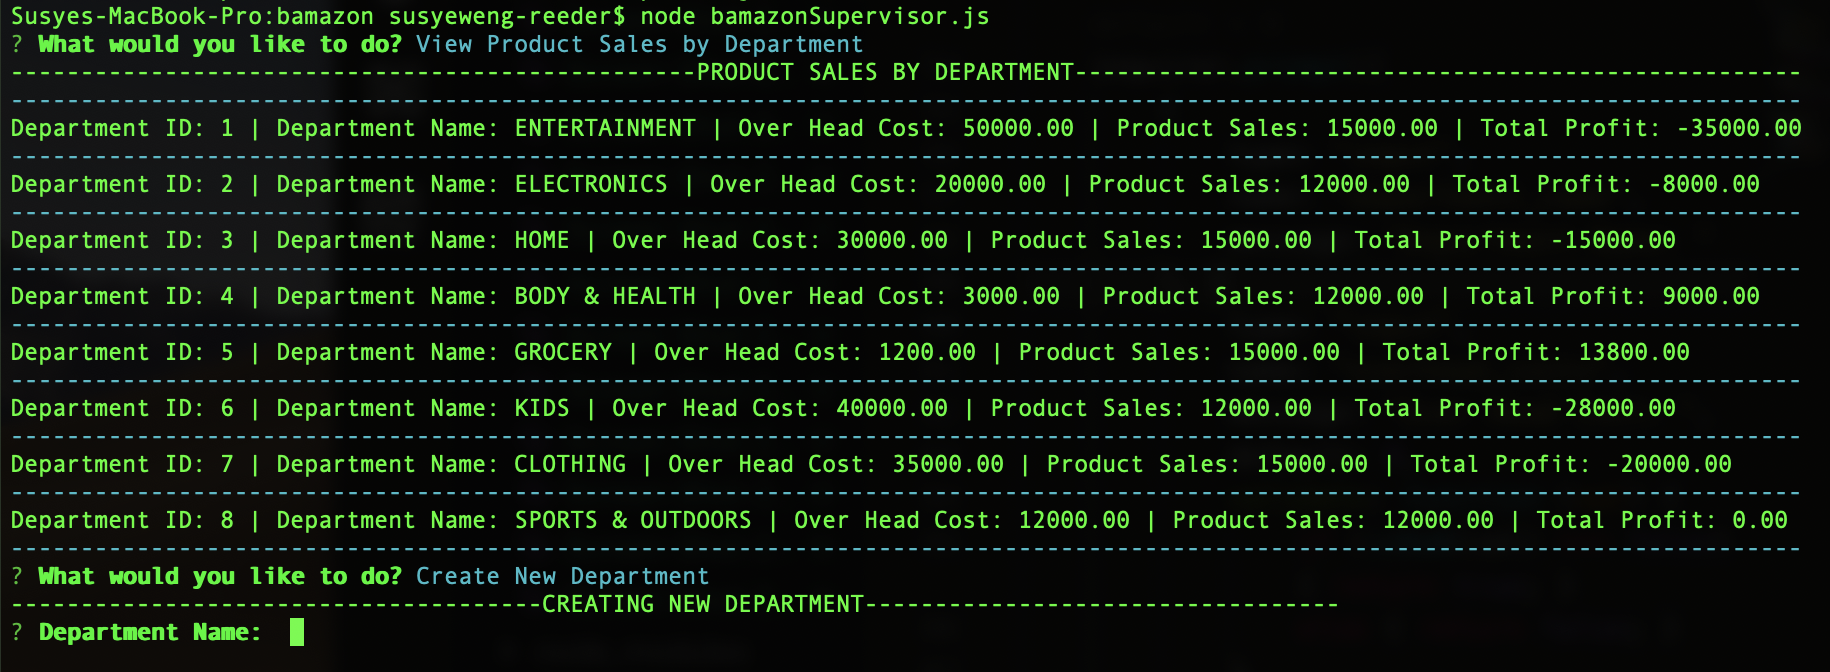 Susyes-MacBook-Pro:bamazon susyeweng-reeder$ node bamazonSupervisor.js
? What would you like to do? View Product Sales by Department
-------------------------------------------------PRODUCT SALES BY DEPARTMENT----------------------------------------------------
--------------------------------------------------------------------------------------------------------------------------------
Department ID: 1 | Department Name: ENTERTAINMENT | Over Head Cost: 50000.00 | Product Sales: 15000.00 | Total Profit: -35000.00
--------------------------------------------------------------------------------------------------------------------------------
Department ID: 2 | Department Name: ELECTRONICS | Over Head Cost: 20000.00 | Product Sales: 12000.00 | Total Profit: -8000.00
--------------------------------------------------------------------------------------------------------------------------------
Department ID: 3 | Department Name: HOME | Over Head Cost: 30000.00 | Product Sales: 15000.00 | Total Profit: -15000.00
--------------------------------------------------------------------------------------------------------------------------------
Department ID: 4 | Department Name: BODY & HEALTH | Over Head Cost: 3000.00 | Product Sales: 12000.00 | Total Profit: 9000.00
--------------------------------------------------------------------------------------------------------------------------------
Department ID: 5 | Department Name: GROCERY | Over Head Cost: 1200.00 | Product Sales: 15000.00 | Total Profit: 13800.00
--------------------------------------------------------------------------------------------------------------------------------
Department ID: 6 | Department Name: KIDS | Over Head Cost: 40000.00 | Product Sales: 12000.00 | Total Profit: -28000.00
--------------------------------------------------------------------------------------------------------------------------------
Department ID: 7 | Department Name: CLOTHING | Over Head Cost: 35000.00 | Product Sales: 15000.00 | Total Profit: -20000.00
--------------------------------------------------------------------------------------------------------------------------------
Department ID: 8 | Department Name: SPORTS & OUTDOORS | Over Head Cost: 12000.00 | Product Sales: 12000.00 | Total Profit: 0.00
--------------------------------------------------------------------------------------------------------------------------------
? What would you like to do? Create New Department
--------------------------------------CREATING NEW DEPARTMENT----------------------------------
? Department Name: